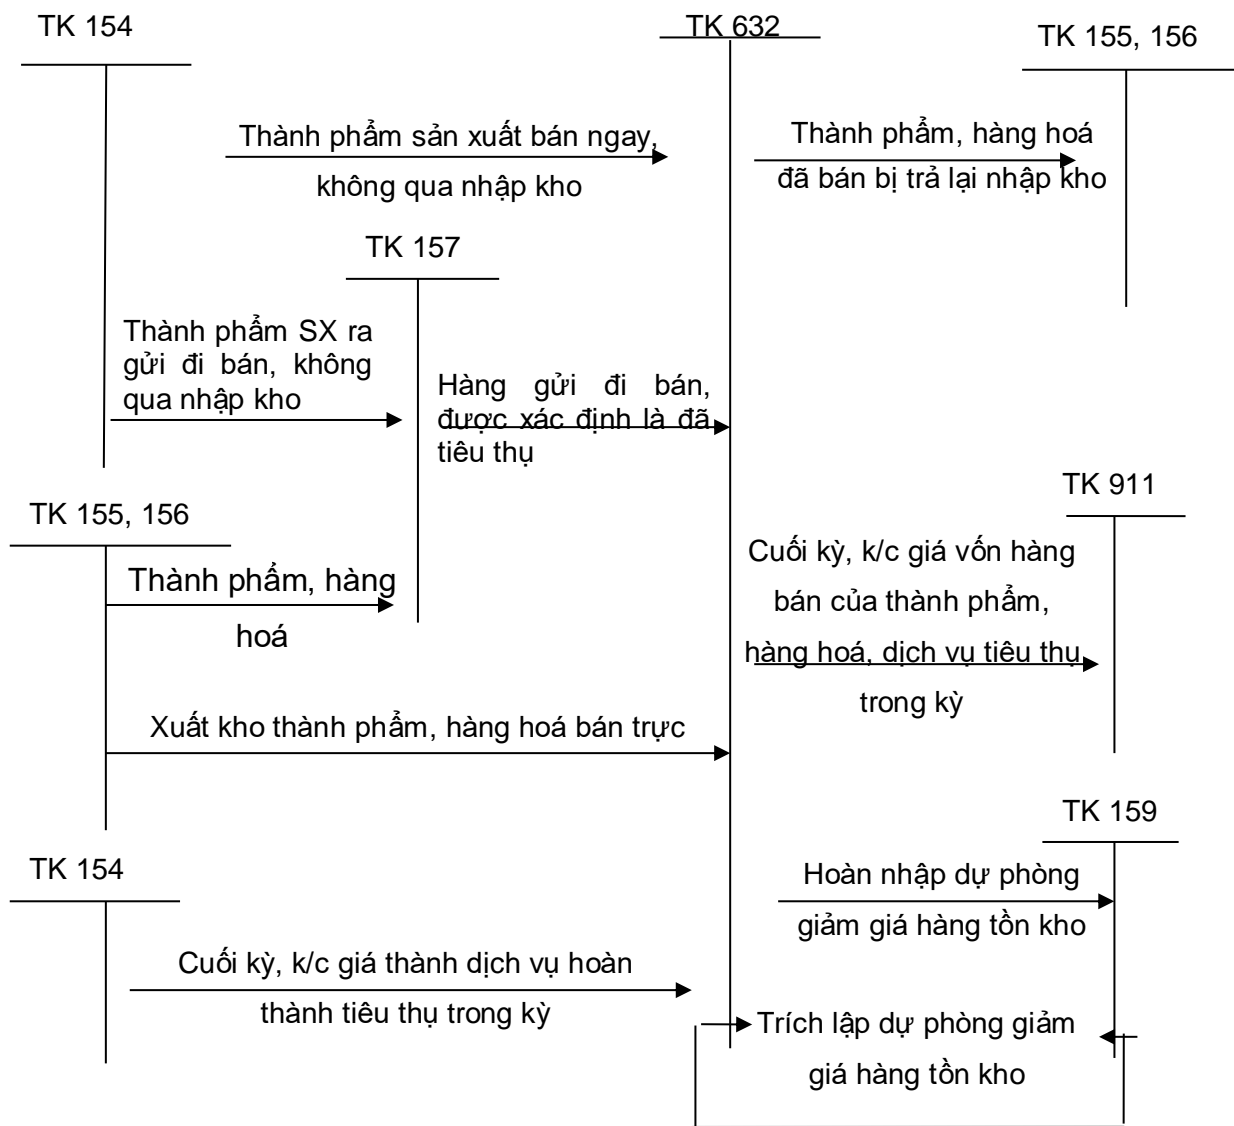 TK 154
TK 632
TK 155, 156
Thành phẩm sản xuất bán ngay,
không qua nhập kho
Thành phẩm, hàng hoá
đã bán bị trả lại nhập kho
TK 157
Thành phẩm SX ra
gửi đi bán, không
qua nhập kho
Hàng gửi đi bán,
được xác định là đã
tiêu thụ
TK 155, 156
Thành phẩm, hàng
hoá
TK 911
Cuối kỳ, k/c giá vốn hàng
bán của thành phẩm,
hàng hoá, dịch vụ tiêu thụ
trong kỳ
Xuất kho thành phẩm, hàng hoá bán trực
TK 159
TK 154
Hoàn nhập dự phòng
giảm giá hàng tồn kho
Cuối kỳ, k/c giá thành dịch vụ hoàn
thành tiêu thụ trong kỳ
Trích lập dự phòng giảm
giá hàng tồn kho